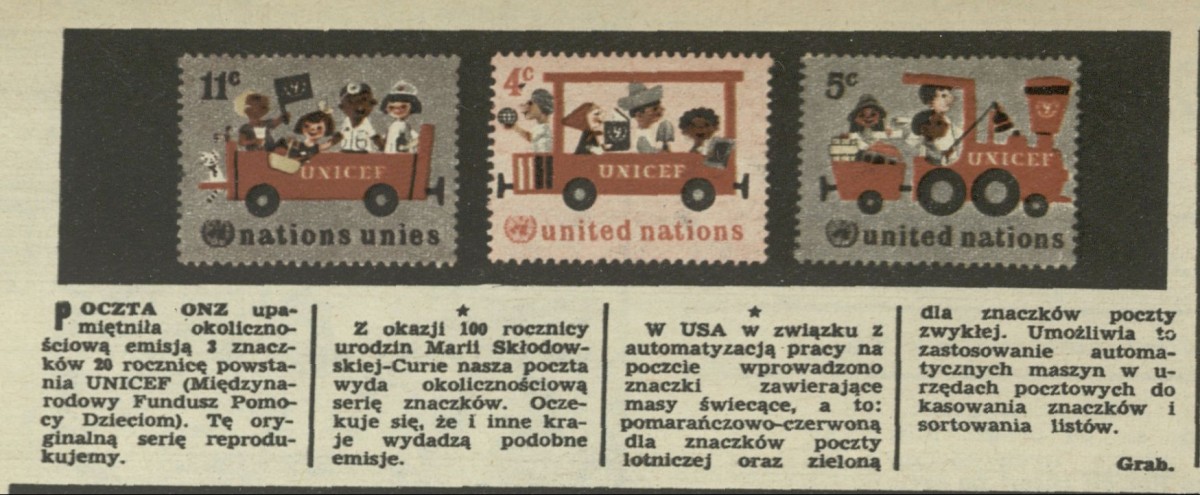 11c
UNICEF
nations unies
4c
UNICEF
united nations
5c
UNICEF
united nations
POCZTA ONZ upa-
miętniła okoliczno-
ściową emisją 3 znacz-
ków 20 rocznicę powsta-
nia UNICEF (Międzyna-
rodowy Fundusz Pomo-
cy Dzieciom). Tę ory-
ginalną serię reprodu-
kujemy.
★
Z okazji 100 rocznicy
urodzin Marii Skłodow-
skiej-Curie nasza poczta
wyda okolicznościową
serię znaczków. Ocze-
kuje się, że i inne kra-
je wydadzą podobne
emisje.
★
W USA w związku z
automatyzacją pracy na
poczcie wprowadzono
znaczki zawierające
masy świecące, a to:
pomarańczowo-czerwoną
dla znaczków poczty
lotniczej oraz zieloną
dla znaczków poczty
zwykłej. Umożliwia to
zastosowanie automa-
tycznych maszyn w u-
rzędach pocztowych do
kasowania znaczków i
sortowania listów.
Grab.